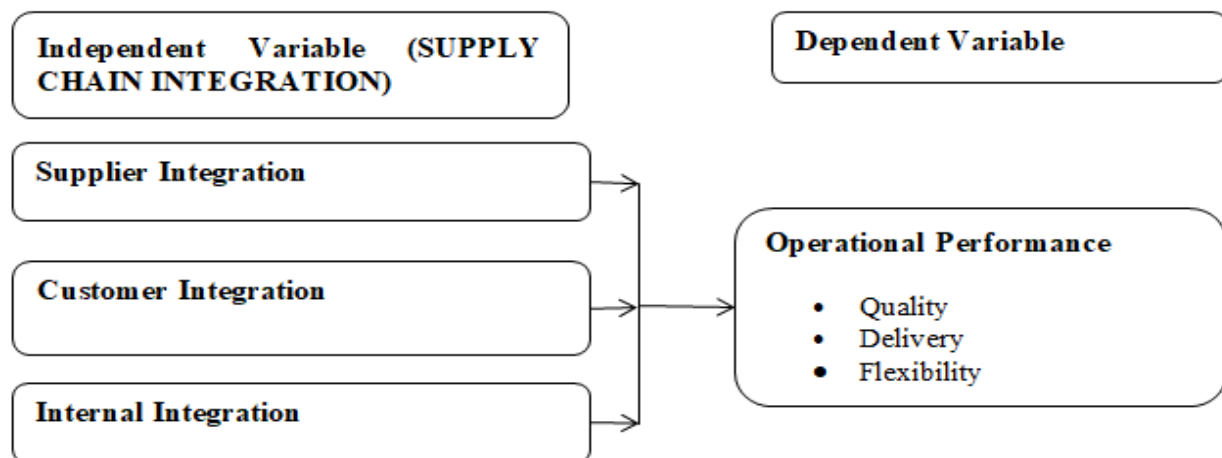 Independent Variable (SUPPLY
CHAIN INTEGRATION)
Dependent Variable
Supplier Integration
Customer Integration
Internal Integration
Operational Performance
• Quality
• Delivery
• Flexibility